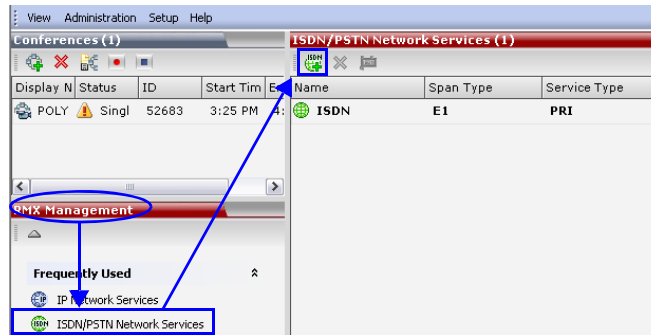 View Administration Setup Help
Conferences (1)
ISDN/PSTN Network Services (1)
ISDN
Display N Status ID Start Tim E
Name Span Type Service Type
POLY Singl 52683 3:25 PM 4:
ISDN E1 PRI
RMX Management
Frequently Used
IP IP Network Services
ISDN ISDN/PSTN Network Services